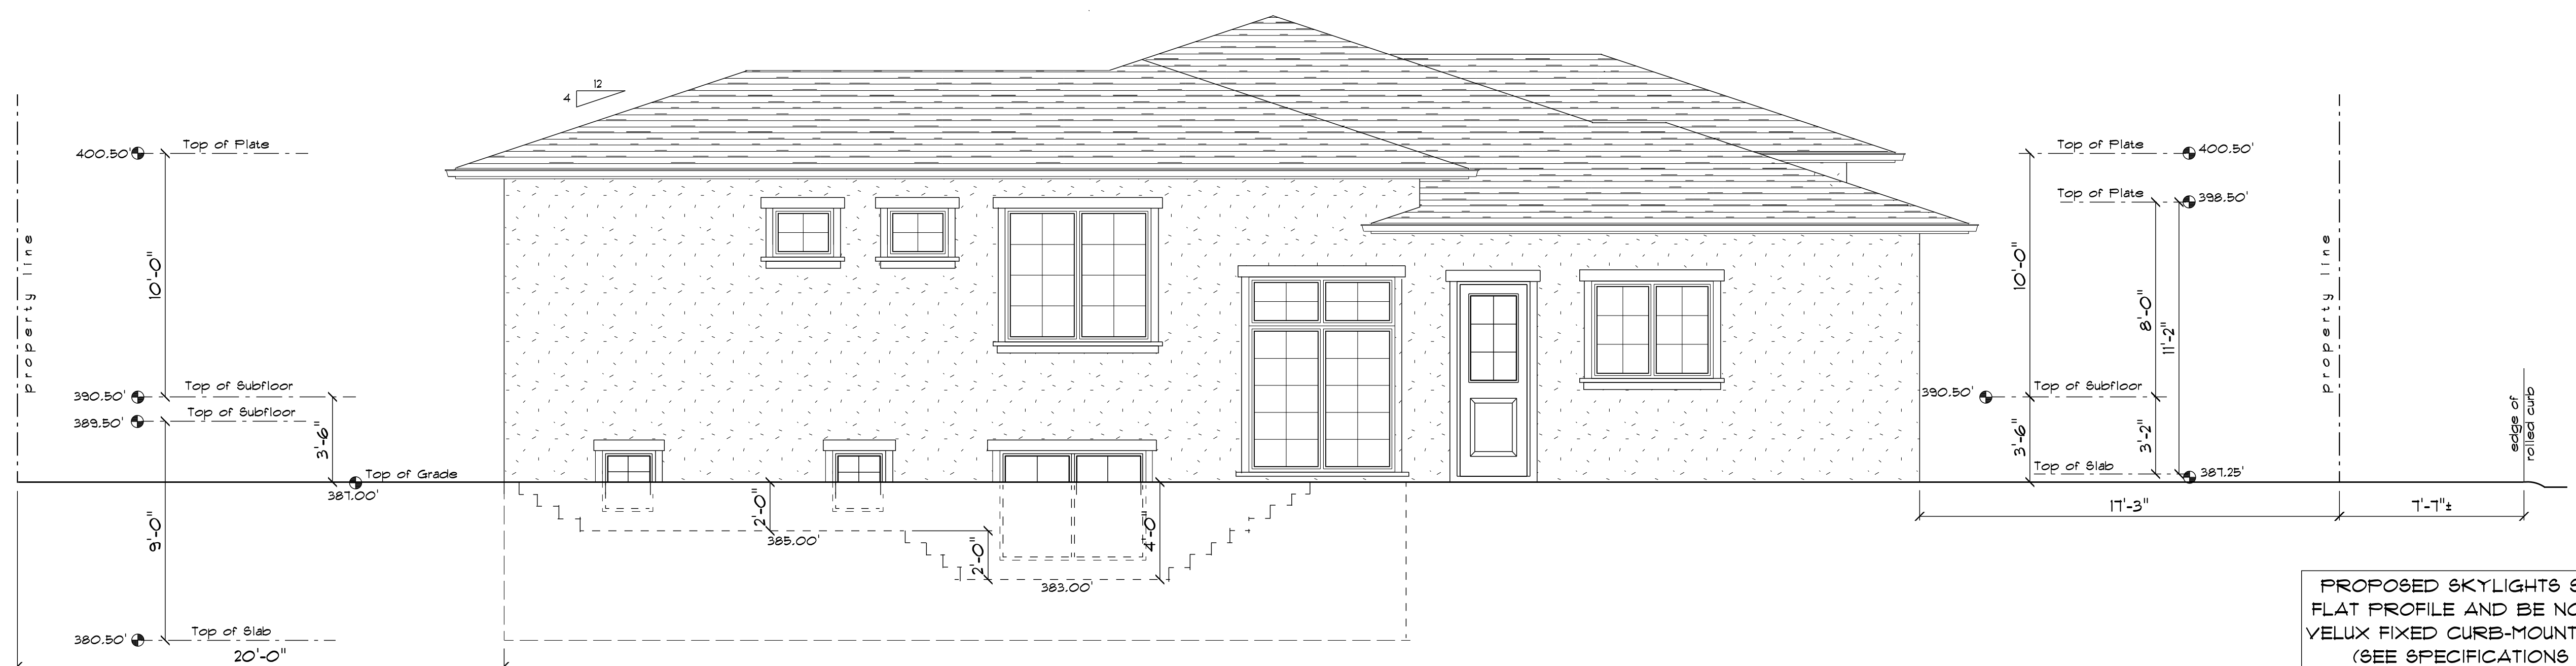 12
4
400.50' Top of Plate
10'-0"
property line
390.50' Top of Subfloor
389.50' Top of Subfloor
3'-6"
Top of Grade
387.00'
9'-0"
380.50' Top of Slab
20'-0"
2'-0"
385.00'
2'-0"
4'-0"
383.00'
Top of Plate 400.50'
Top of Plate 398.50'
10'-0"
8'-0"
11'-2"
property line
390.50' Top of Subfloor
3'-6"
3'-2"
Top of Slab 387.25'
edge of
rolled curb
17'-3"
7'-7"±
PROPOSED SKYLIGHTS S
FLAT PROFILE AND BE NO
VELUX FIXED CURB-MOUNT
(SEE SPECIFICATIONS